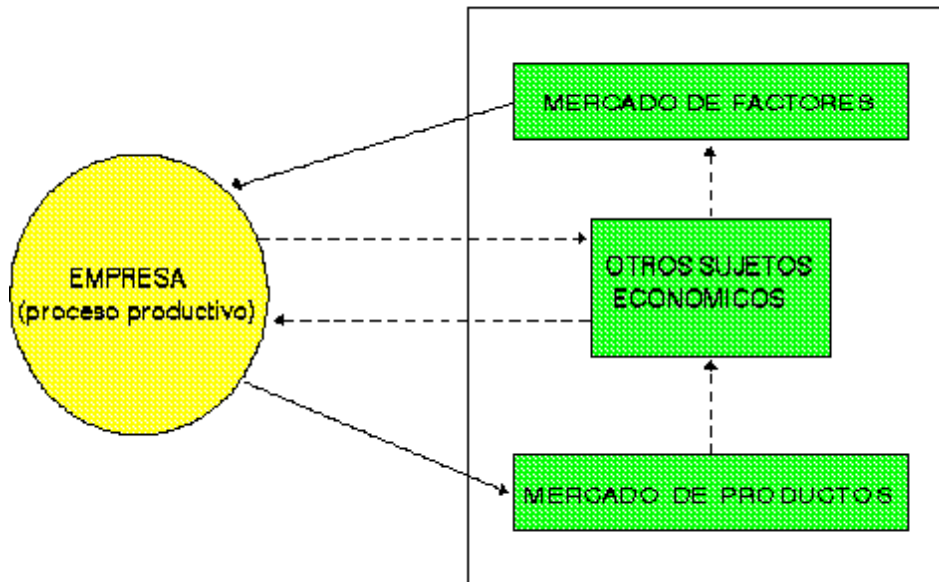 MERCADO DE FACTORES
EMPRESA
(proceso productivo)
OTROS SUJETOS
ECONOMICOS
MERCADO DE PRODUCTOS